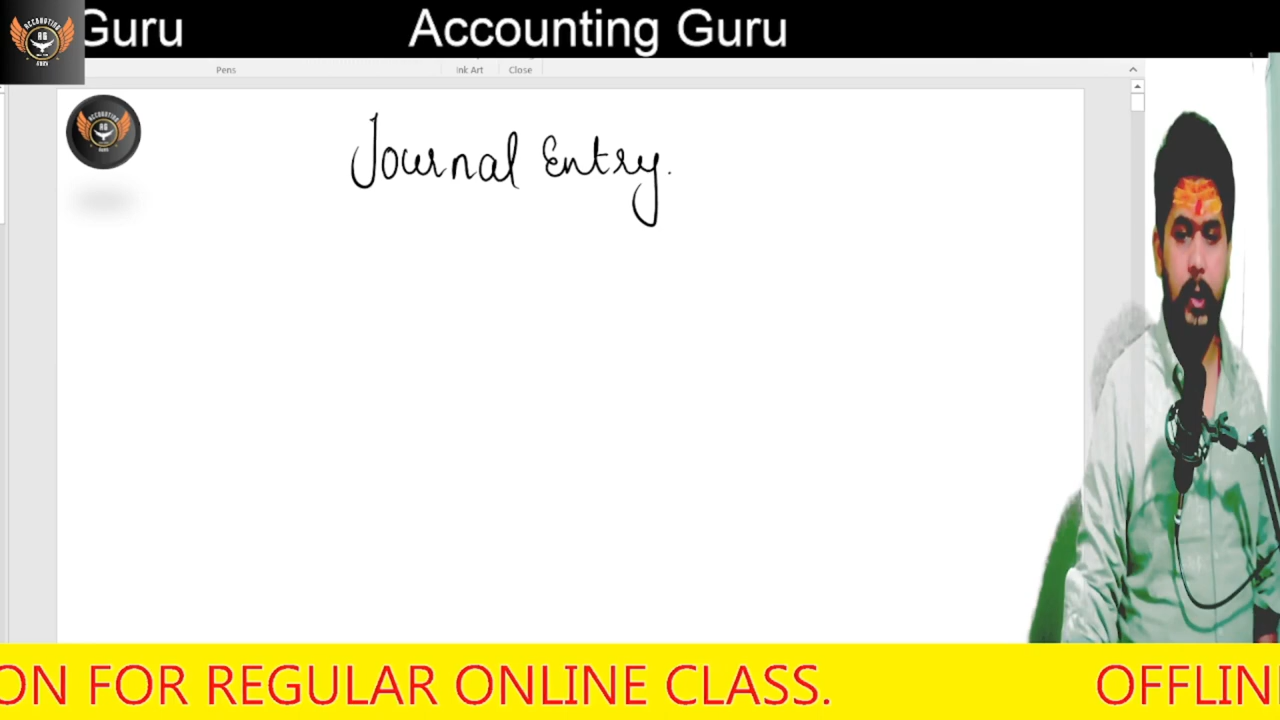 Guru Accounting Guru
Pens Ink Art Close
Journal Entry.
ON FOR REGULAR ONLINE CLASS. OFFLIN